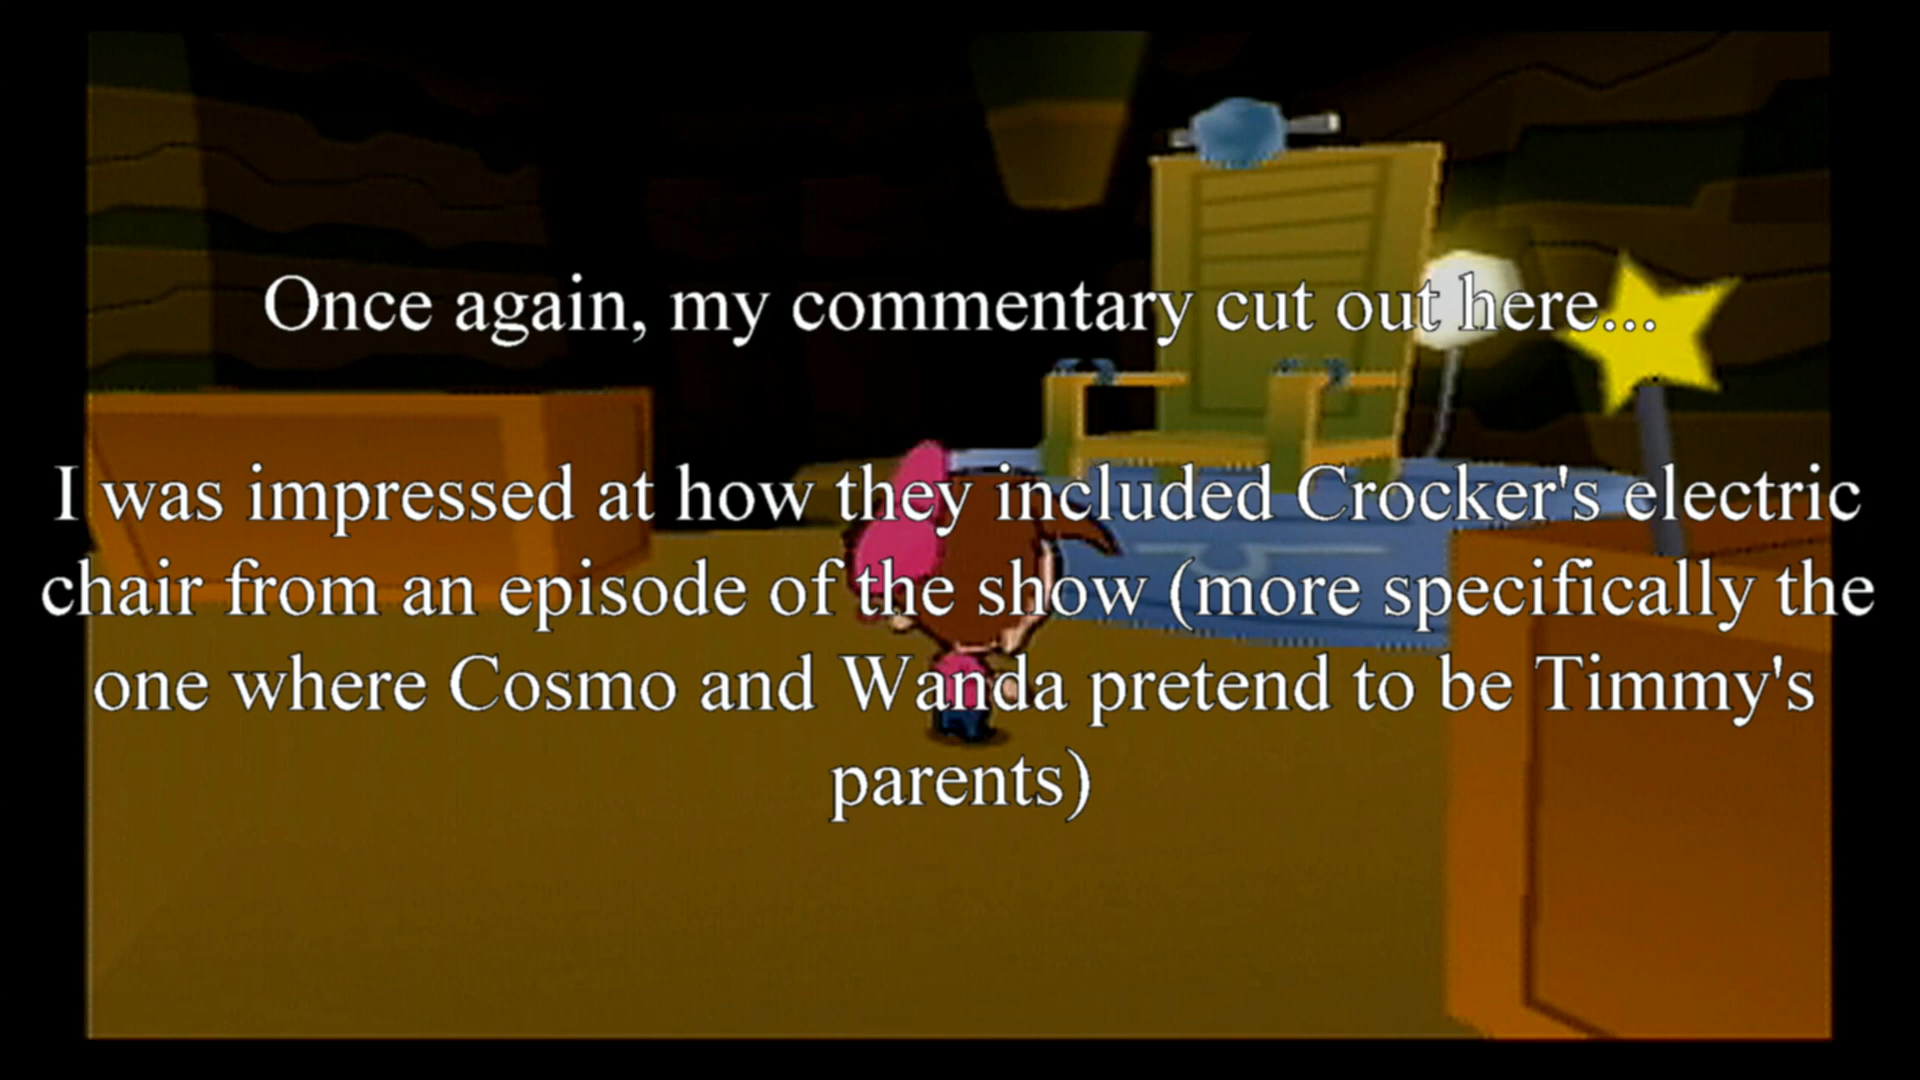 Once again, my commentary cut out here...
I was impressed at how they included Crocker's electric
chair from an episode of the show (more specifically the
one where Cosmo and Wanda pretend to be Timmy's
parents)